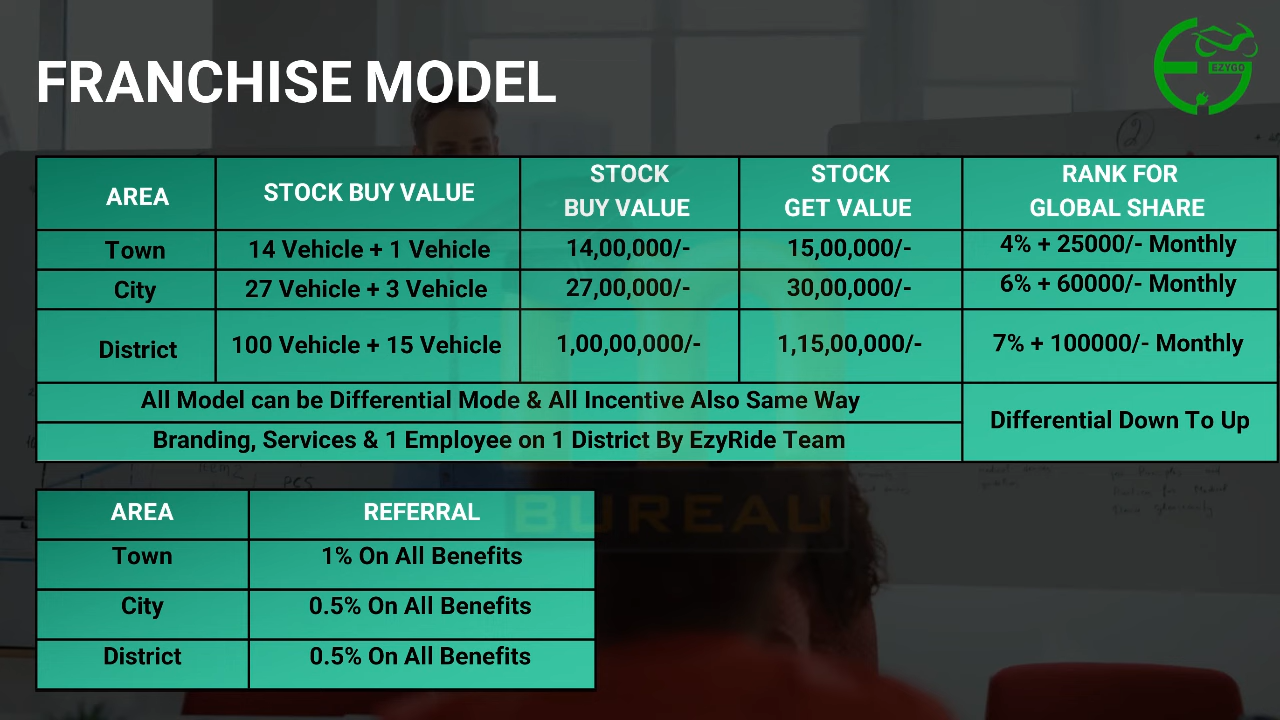 FRANCHISE MODEL
EZYGO
AREA STOCK BUY VALUE STOCK BUY VALUE STOCK GET VALUE RANK FOR GLOBAL SHARE
Town 14 Vehicle + 1 Vehicle 14,00,000/- 15,00,000/- 4% + 25000/- Monthly
City 27 Vehicle + 3 Vehicle 27,00,000/- 30,00,000/- 6% + 60000/- Monthly
District 100 Vehicle + 15 Vehicle 1,00,00,000/- 1,15,00,000/- 7% + 100000/- Monthly
All Model can be Differential Mode & All Incentive Also Same Way
Branding, Services & 1 Employee on 1 District By EzyRide Team
Differential Down To Up
AREA REFERRAL
Town 1% On All Benefits
City 0.5% On All Benefits
District 0.5% On All Benefits
BUREAU